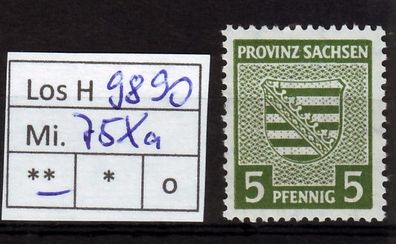 Los H 9890
Mi. 75Xa
** * o
PROVINZ SACHSEN
5 PFENNIG 5